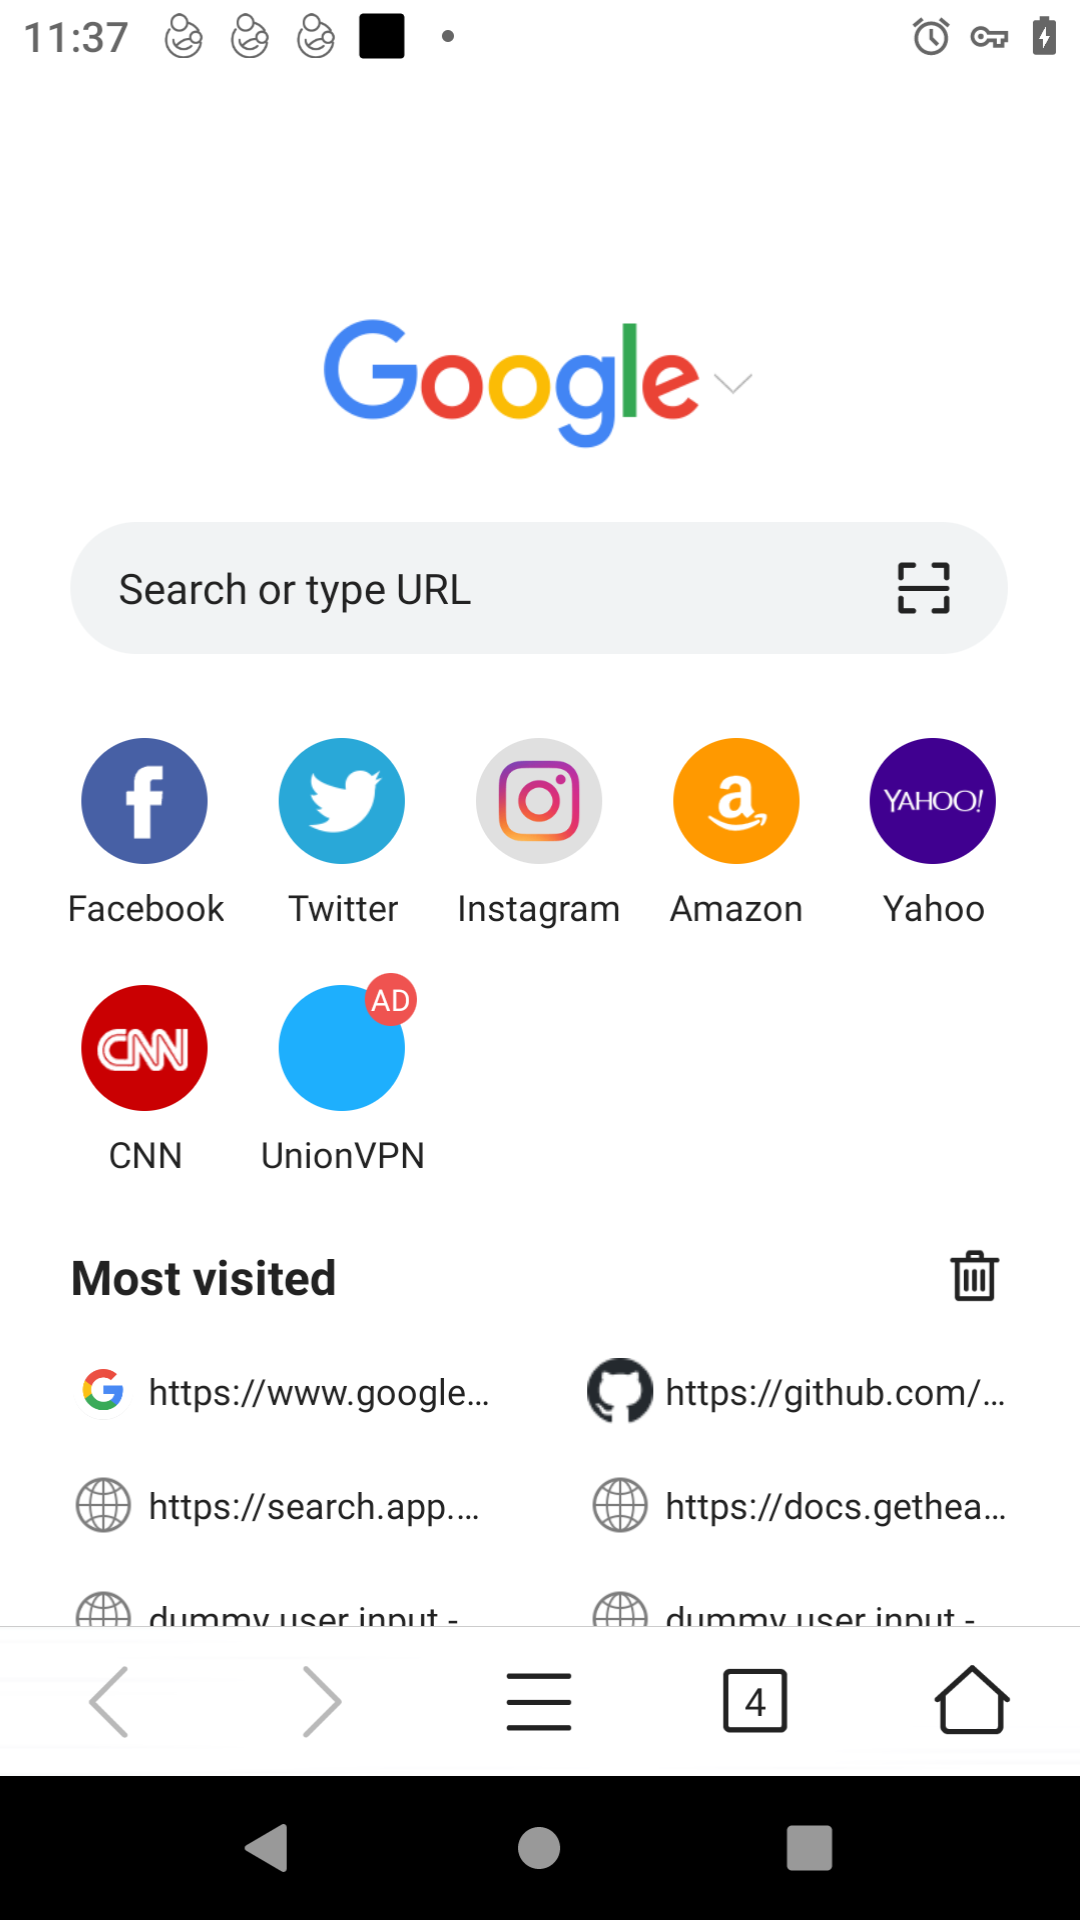 11:37
Google
Search or type URL
YAHOO!
Facebook Twitter Instagram Amazon Yahoo
CNN AD
CNN UnionVPN
Most visited
https://www.google... https://github.com/...
https://search.app.... https://docs.gethea...
dummy user input - dummy user input -
4